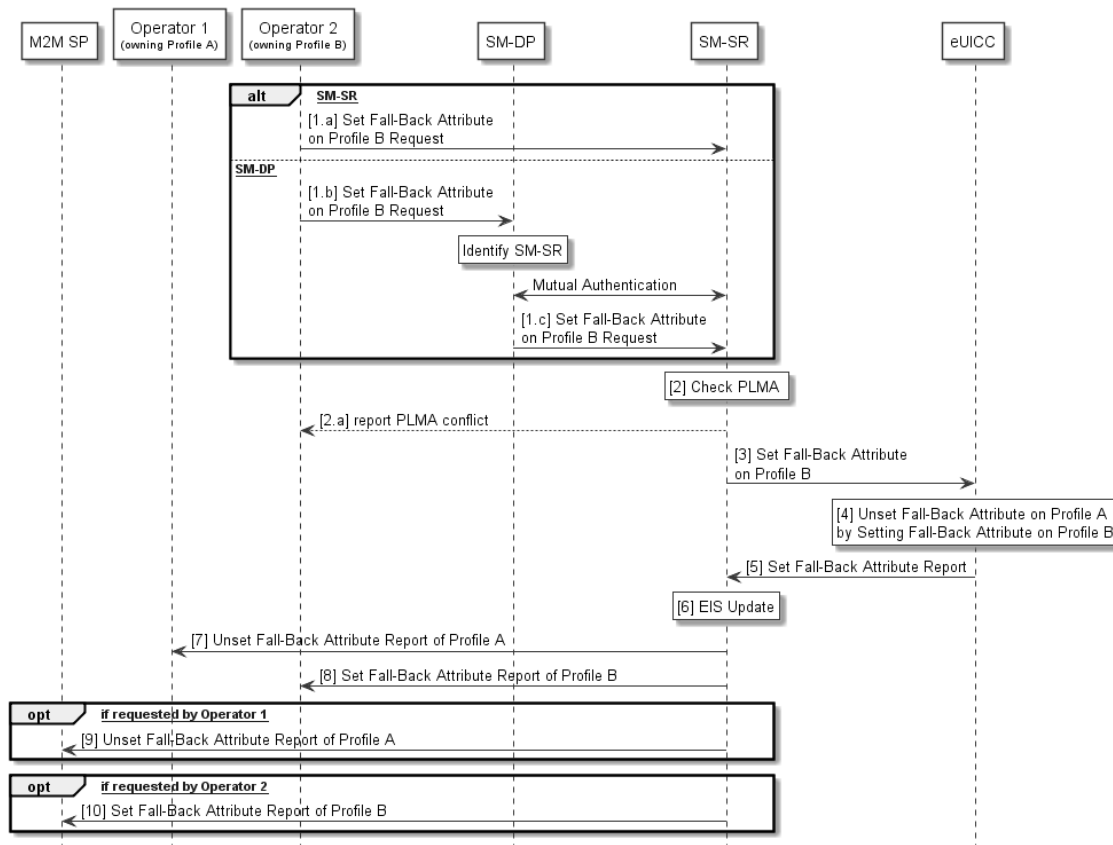 M2M SP
Operator 1
(owning Profile A)
Operator 2
(owning Profile B)
SM-DP
SM-SR
eUICC
alt
SM-SR
[1.a] Set Fall-Back Attribute
on Profile B Request
SM-DP
[1.b] Set Fall-Back Attribute
on Profile B Request
Identify SM-SR
Mutual Authentication
[1.c] Set Fall-Back Attribute
on Profile B Request
[2] Check PLMA
[2.a] report PLMA conflict
[3] Set Fall-Back Attribute
on Profile B
[4] Unset Fall-Back Attribute on Profile A
by Setting Fall-Back Attribute on Profile B
[5] Set Fall-Back Attribute Report
[6] EIS Update
[7] Unset Fall-Back Attribute Report of Profile A
[8] Set Fall-Back Attribute Report of Profile B
opt
if requested by Operator 1
[9] Unset Fall-Back Attribute Report of Profile A
opt
if requested by Operator 2
[10] Set Fall-Back Attribute Report of Profile B